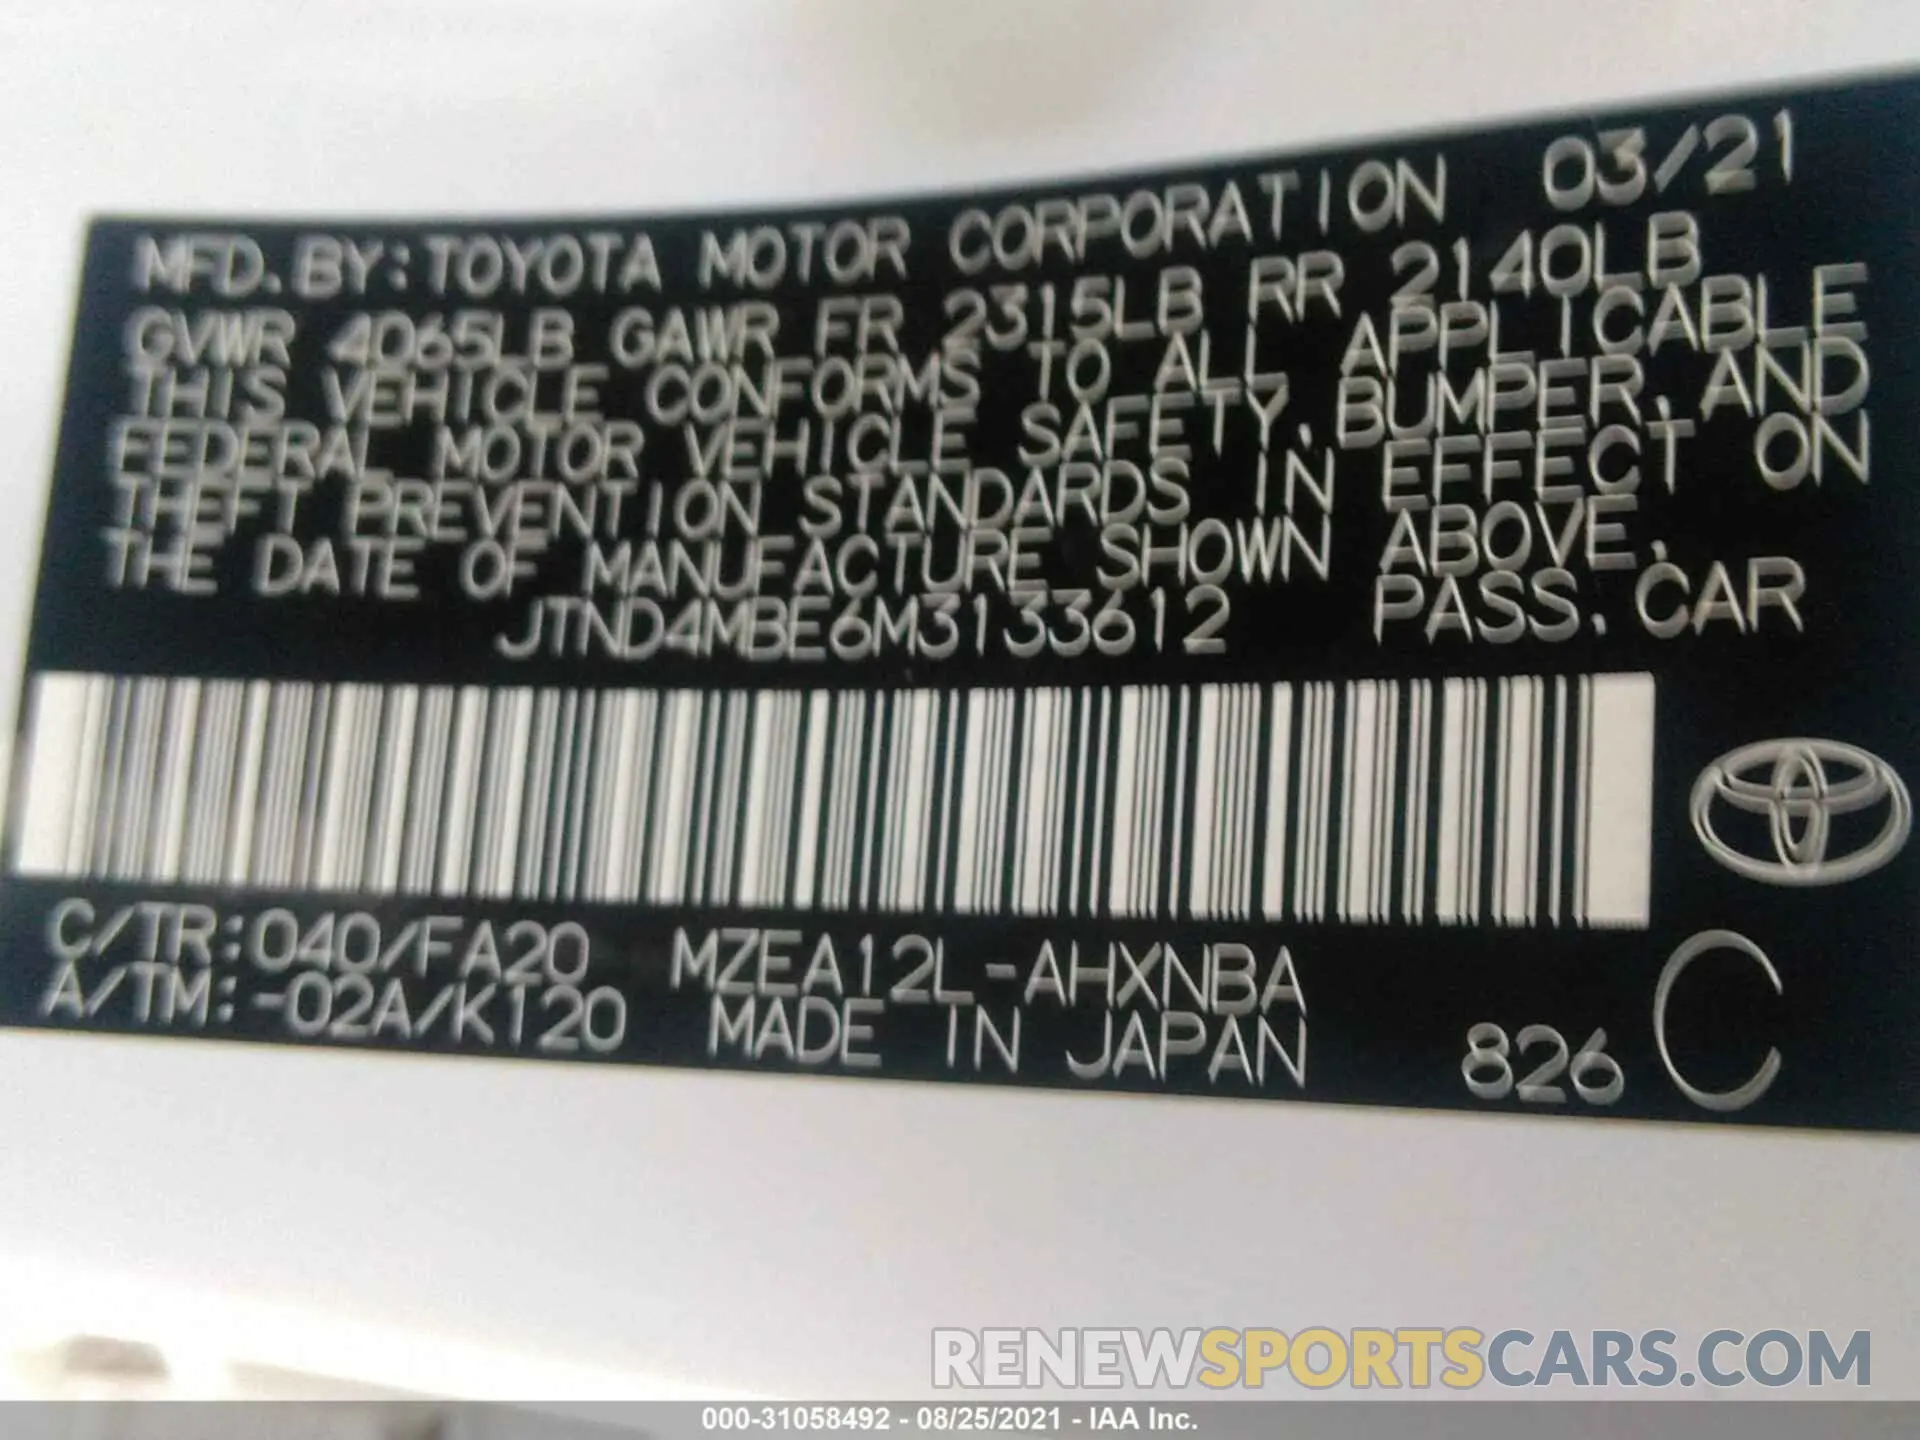 MFD.BY:TOYOTA MOTOR CORPORATION 03/21
GVWR 4065LB GAWR FR 2315LB RR 2140LB
THIS VEHICLE CONFORMS TO ALL APPLICABLE
FEDERAL MOTOR VEHICLE SAFETY,BUMPER,AND
THEFT PREVENTION STANDARDS IN EFFECT ON
THE DATE OF MANUFACTURE SHOWN ABOVE.
JTND4MBE6M3133612 PASS.CAR
C/TR:040/FA20 MZEA12L-AHXNBA
A/TM:-02A/K120 MADE IN JAPAN 826 C
RENEWSPORTSCARS.COM
000-31058492 - 08/25/2021 - IAA Inc.